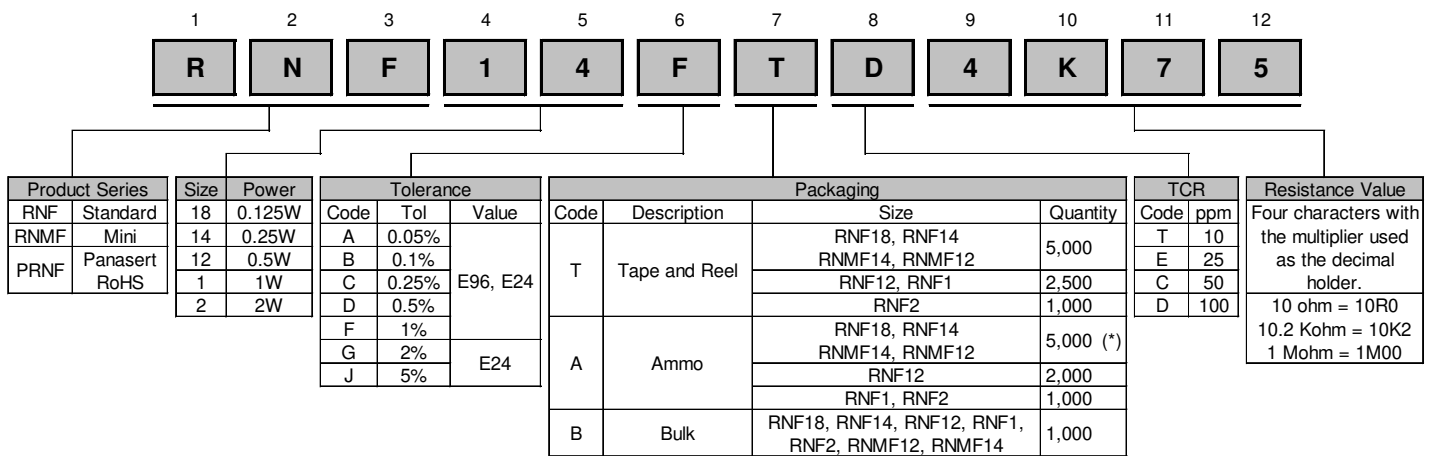 1 2 3 4 5 6 7 8 9 10 11 12
R N F 1 4 F T D 4 K 7 5
Product Series
RNF Standard
RNMF Mini
PRNF Panasert RoHS
Size Power
18 0.125W
14 0.25W
12 0.5W
1 1W
2 2W
Tolerance
Code Tol Value
A 0.05%
B 0.1%
C 0.25% E96, E24
D 0.5%
F 1%
G 2% E24
J 5%
Packaging
Code Description Size Quantity
T Tape and Reel
RNF18, RNF14
RNMF14, RNMF12 5,000
RNF12, RNF1 2,500
RNF2 1,000
A Ammo
RNF18, RNF14
RNMF14, RNMF12 5,000 (*)
RNF12 2,000
RNF1, RNF2 1,000
B Bulk
RNF18, RNF14, RNF12, RNF1,
RNF2, RNMF12, RNMF14 1,000
TCR
Code ppm
T 10
E 25
C 50
D 100
Resistance Value
Four characters with
the multiplier used
as the decimal
holder.
10 ohm = 10R0
10.2 Kohm = 10K2
1 Mohm = 1M00